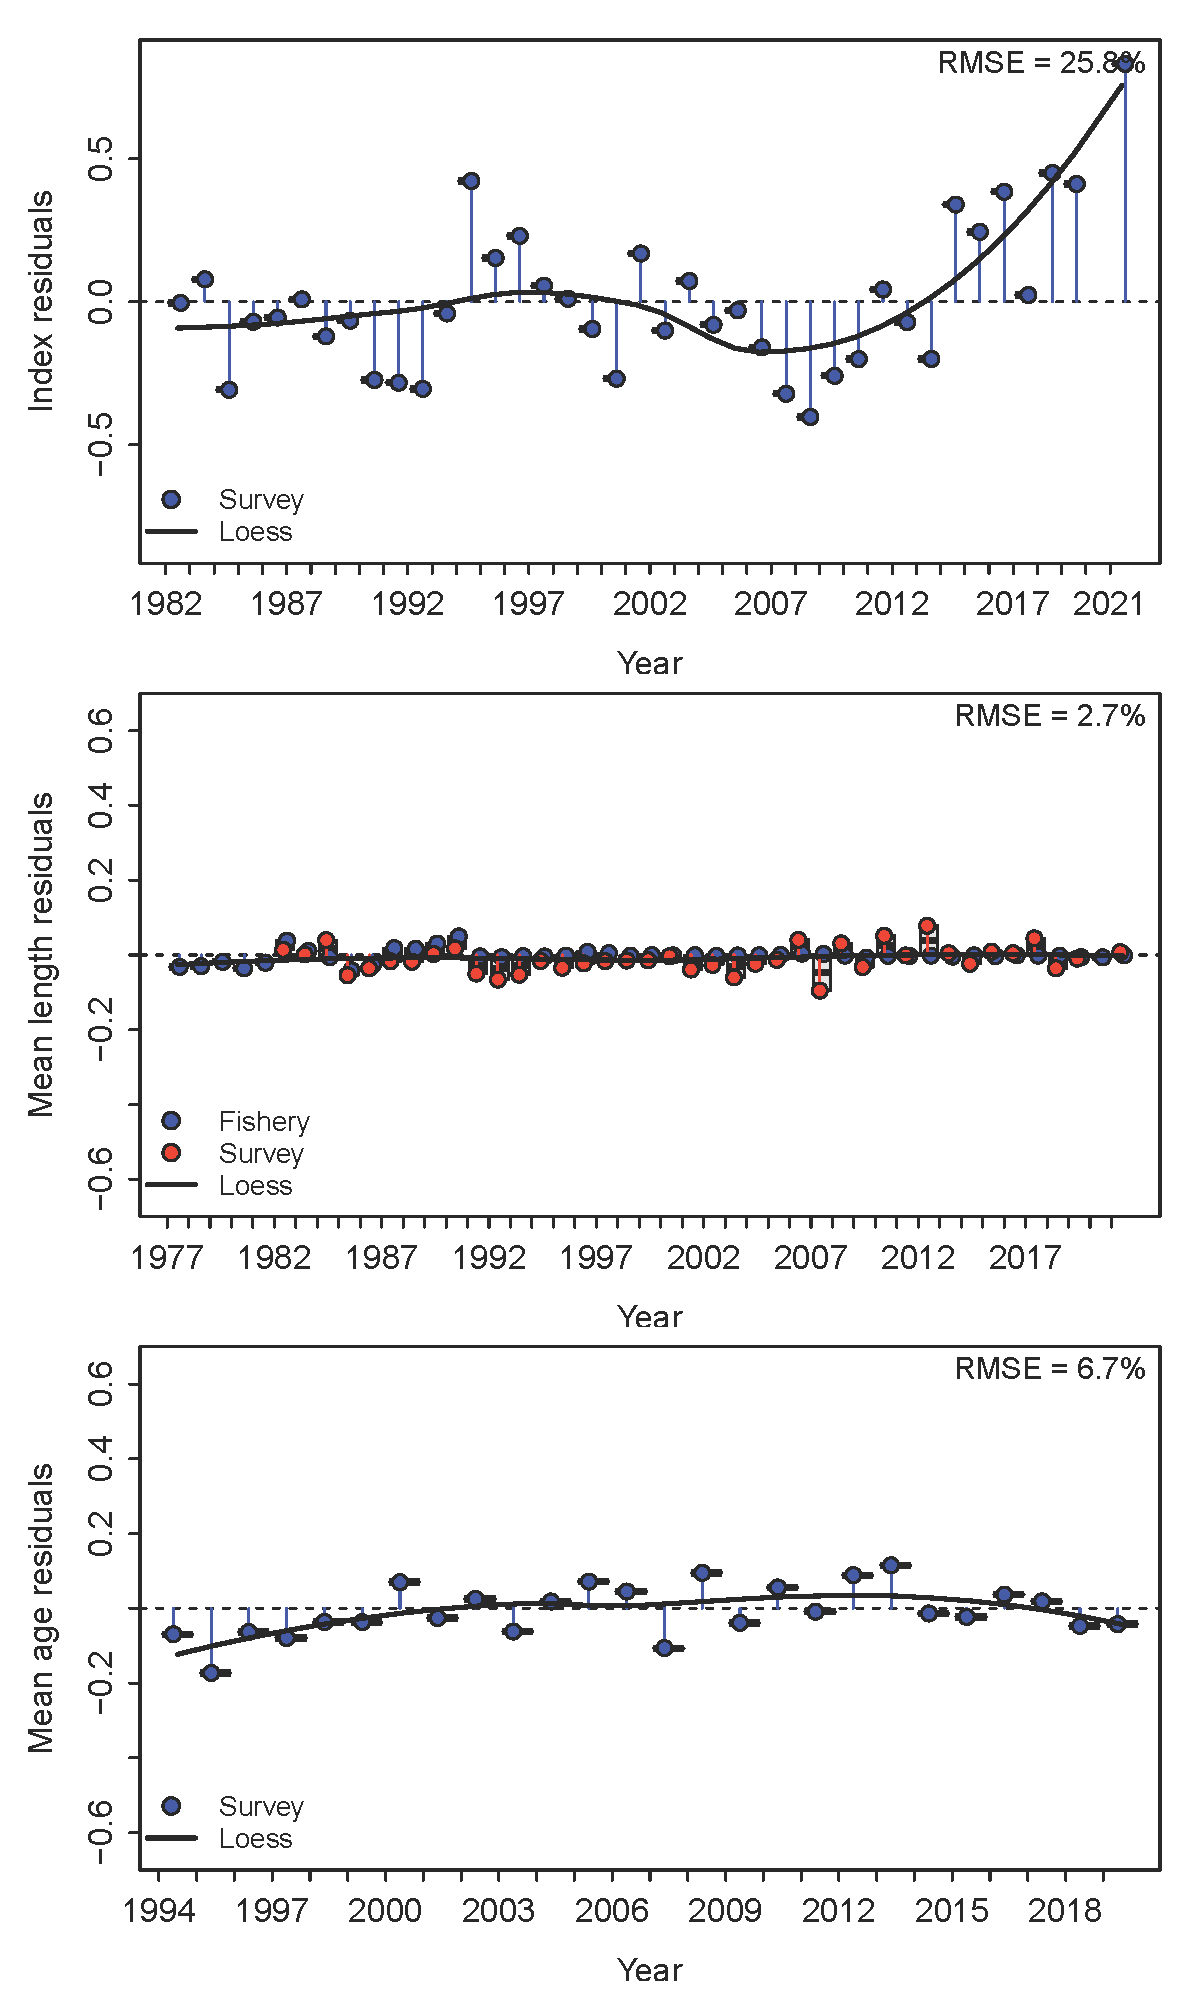 RMSE = 25.8%
Index residuals
0.5
0.0
−0.5
Survey
Loess
1982 1987 1992 1997 2002 2007 2012 2017 2021
Year
RMSE = 2.7%
Mean length residuals
0.6
0.4
0.2
−0.2
−0.6
Fishery
Survey
Loess
1977 1982 1987 1992 1997 2002 2007 2012 2017
Year
RMSE = 6.7%
Mean age residuals
0.6
0.4
0.2
−0.2
−0.6
Survey
Loess
1994 1997 2000 2003 2006 2009 2012 2015 2018
Year